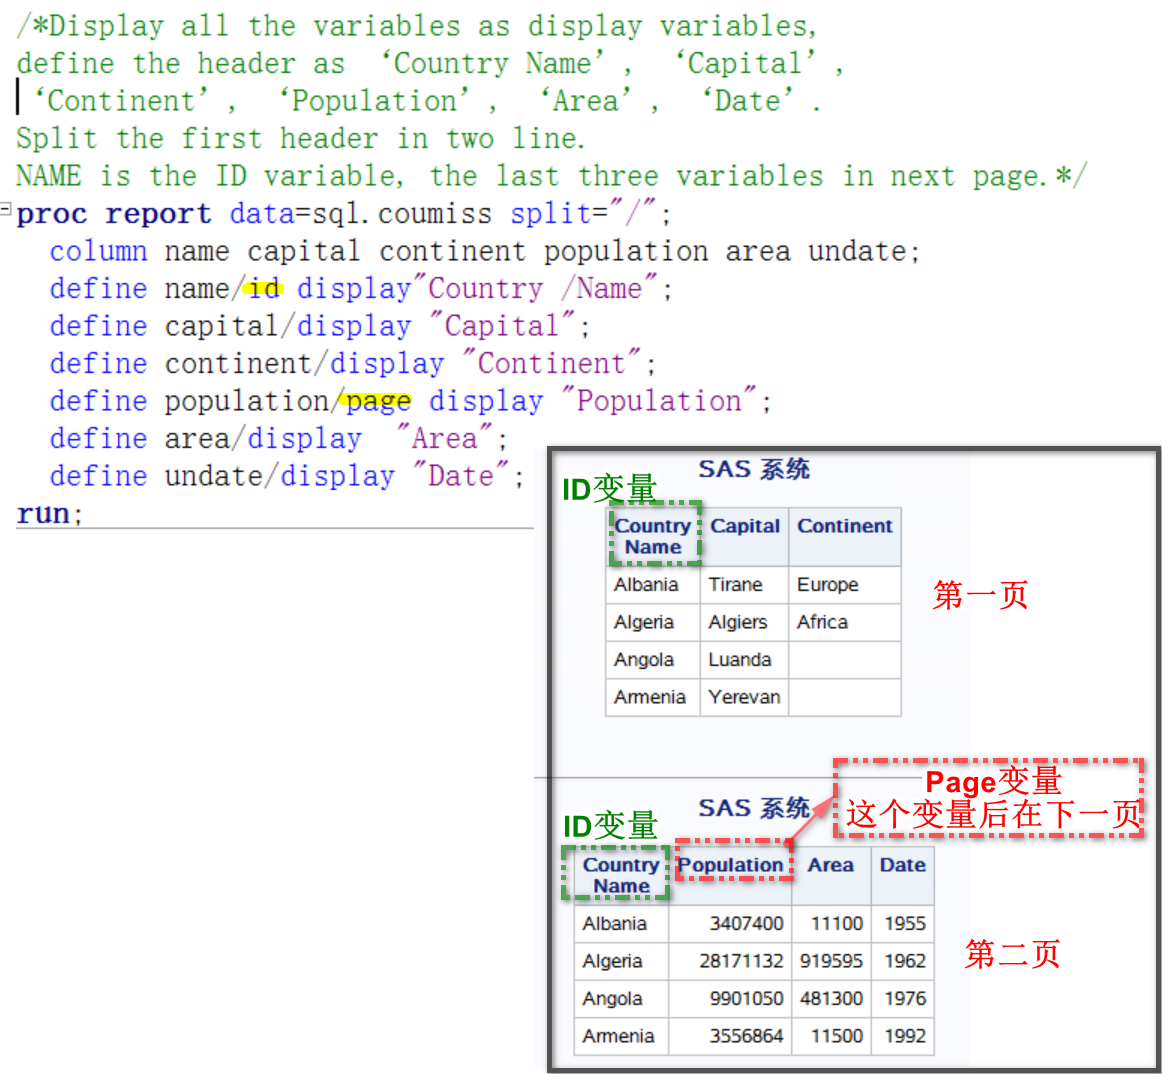 /*Display all the variables as display variables,
define the header as ‘Country Name’, ‘Capital’,
‘Continent’, ‘Population’, ‘Area’, ‘Date’.
Split the first header in two line.
NAME is the ID variable, the last three variables in next page.*/
proc report data=sql.coumiss split="/";
column name capital continent population area undate;
define name/id display"Country /Name";
define capital/display "Capital";
define continent/display "Continent";
define population/page display "Population";
define area/display  "Area";
define undate/display "Date";
run;
SAS 系统
ID变量
Country Name Capital Continent
Albania Tirane Europe
Algeria Algiers Africa
Angola Luanda
Armenia Yerevan
第一页
Page变量
这个变量后在下一页
SAS 系统
ID变量
Country Name Population Area Date
Albania 3407400 11100 1955
Algeria 28171132 919595 1962
Angola 9901050 481300 1976
Armenia 3556864 11500 1992
第二页